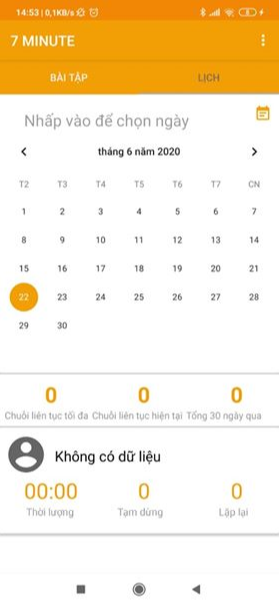 14:53 | 0,1KB/s
7 MINUTE
BÀI TẬP LỊCH
Nhấp vào để chọn ngày
tháng 6 năm 2020
T2 T3 T4 T5 T6 T7 CN
1 2 3 4 5 6 7
8 9 10 11 12 13 14
15 16 17 18 19 20 21
22 23 24 25 26 27 28
29 30
0 0 0
Chuỗi liên tục tối đa Chuỗi liên tục hiện tại Tổng 30 ngày qua
Không có dữ liệu
00:00 0 0
Thời lượng Tạm dừng Lặp lại